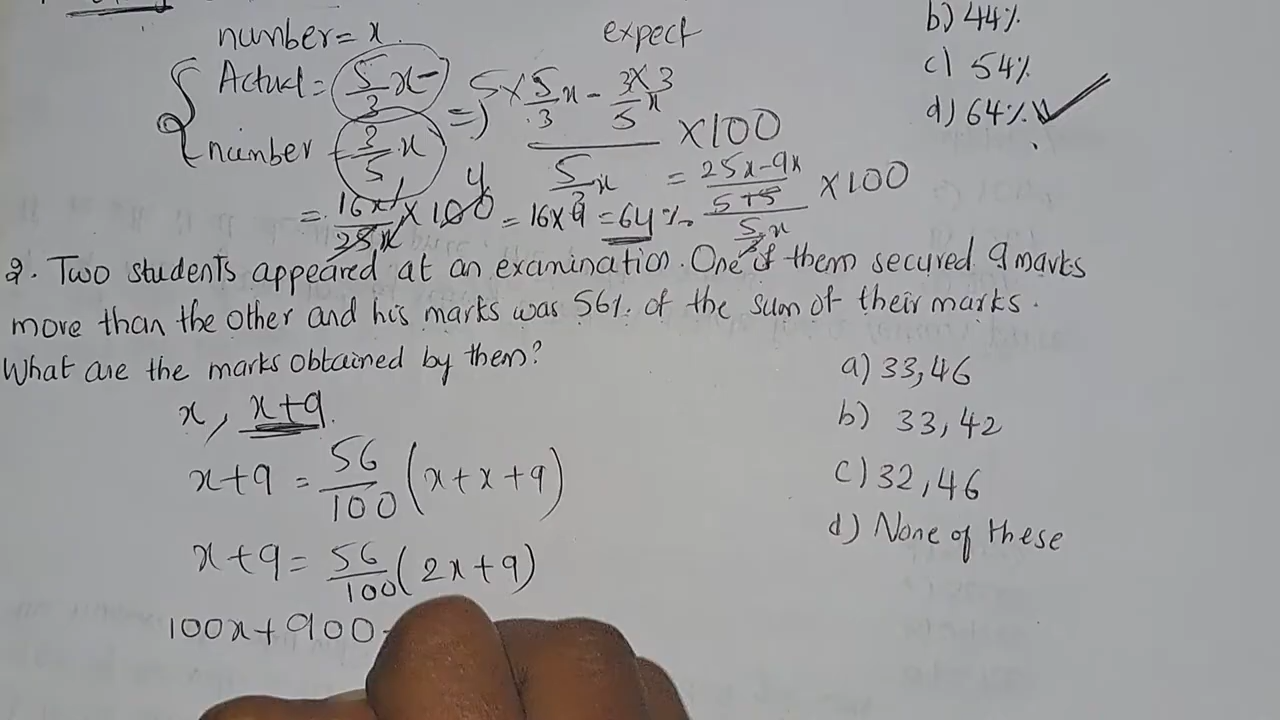 number = x
expect
b) 44%
Actual = 5/3 x -
c) 54%
number - 3/5 x
=) 5×5/3 x - 3×3/5 x / 5/3 x ×100
d) 64% ✓
= 25x-9x / 5+5 / 5/3 x ×100
= 16x/25x ×100 = 16×4 = 64%
2. Two students appeared at an examination. One of them secured 9 marks
more than the other and his marks was 56% of the sum of their marks.
What are the marks obtained by them?
a) 33,46
x, x+9.
b) 33,42
x+9 = 56/100 (x+x+9)
c) 32,46
d) None of these
x+9 = 56/100 (2x+9)
100x+900